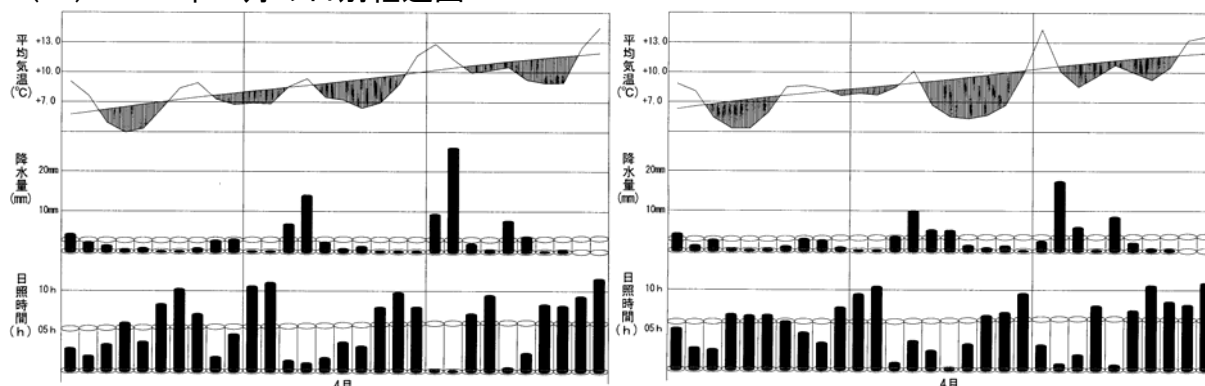 平均気温(℃)
+13.0
+10.0
+7.0
降水量(mm)
20mm
10mm
日照時間(h)
10h
05h
4月
平均気温(℃)
+13.0
+10.0
+7.0
降水量(mm)
20mm
10mm
日照時間(h)
10h
05h